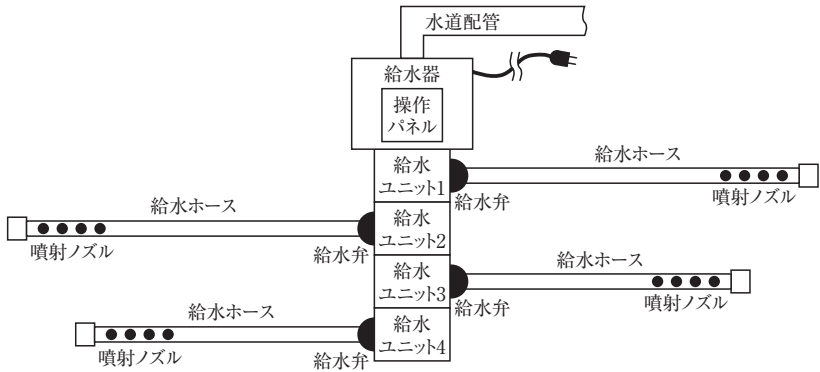 水道配管
給水器
操作
パネル
給水
ユニット1
給水ホース
噴射ノズル
給水弁
給水ホース
噴射ノズル
給水弁
給水
ユニット2
給水
ユニット3
給水ホース
噴射ノズル
給水弁
給水ホース
噴射ノズル
給水弁
給水
ユニット4